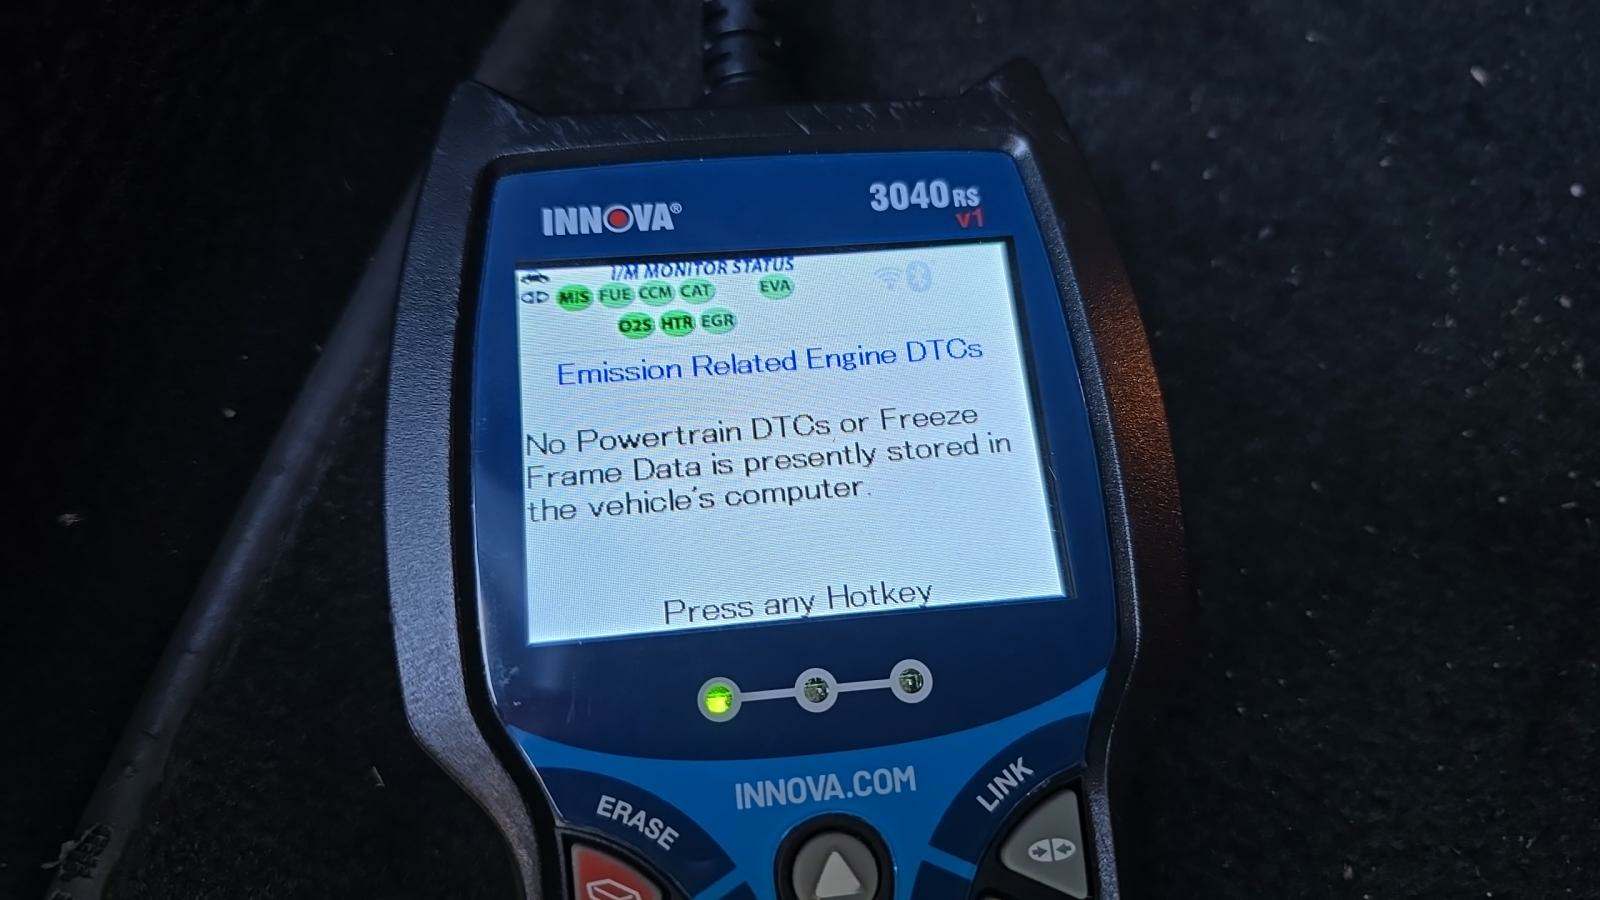 INNOVA®
3040RS
v1
I/M MONITOR STATUS
MIS FUE CCM CAT EVA
O2S HTR EGR
Emission Related Engine DTCs
No Powertrain DTCs or Freeze
Frame Data is presently stored in
the vehicle's computer.
Press any Hotkey
INNOVA.COM
ERASE
LINK